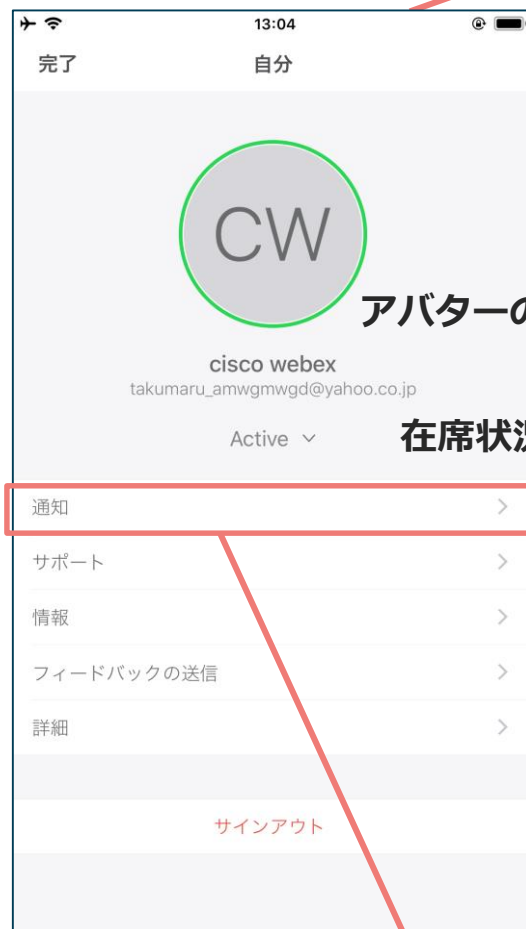 13:04
完了
自分
CW
アバターの
cisco webex
takumaru_amwgmwgd@yahoo.co.jp
Active
在席状況
通知
サポート
情報
フィードバックの送信
詳細
サインアウト